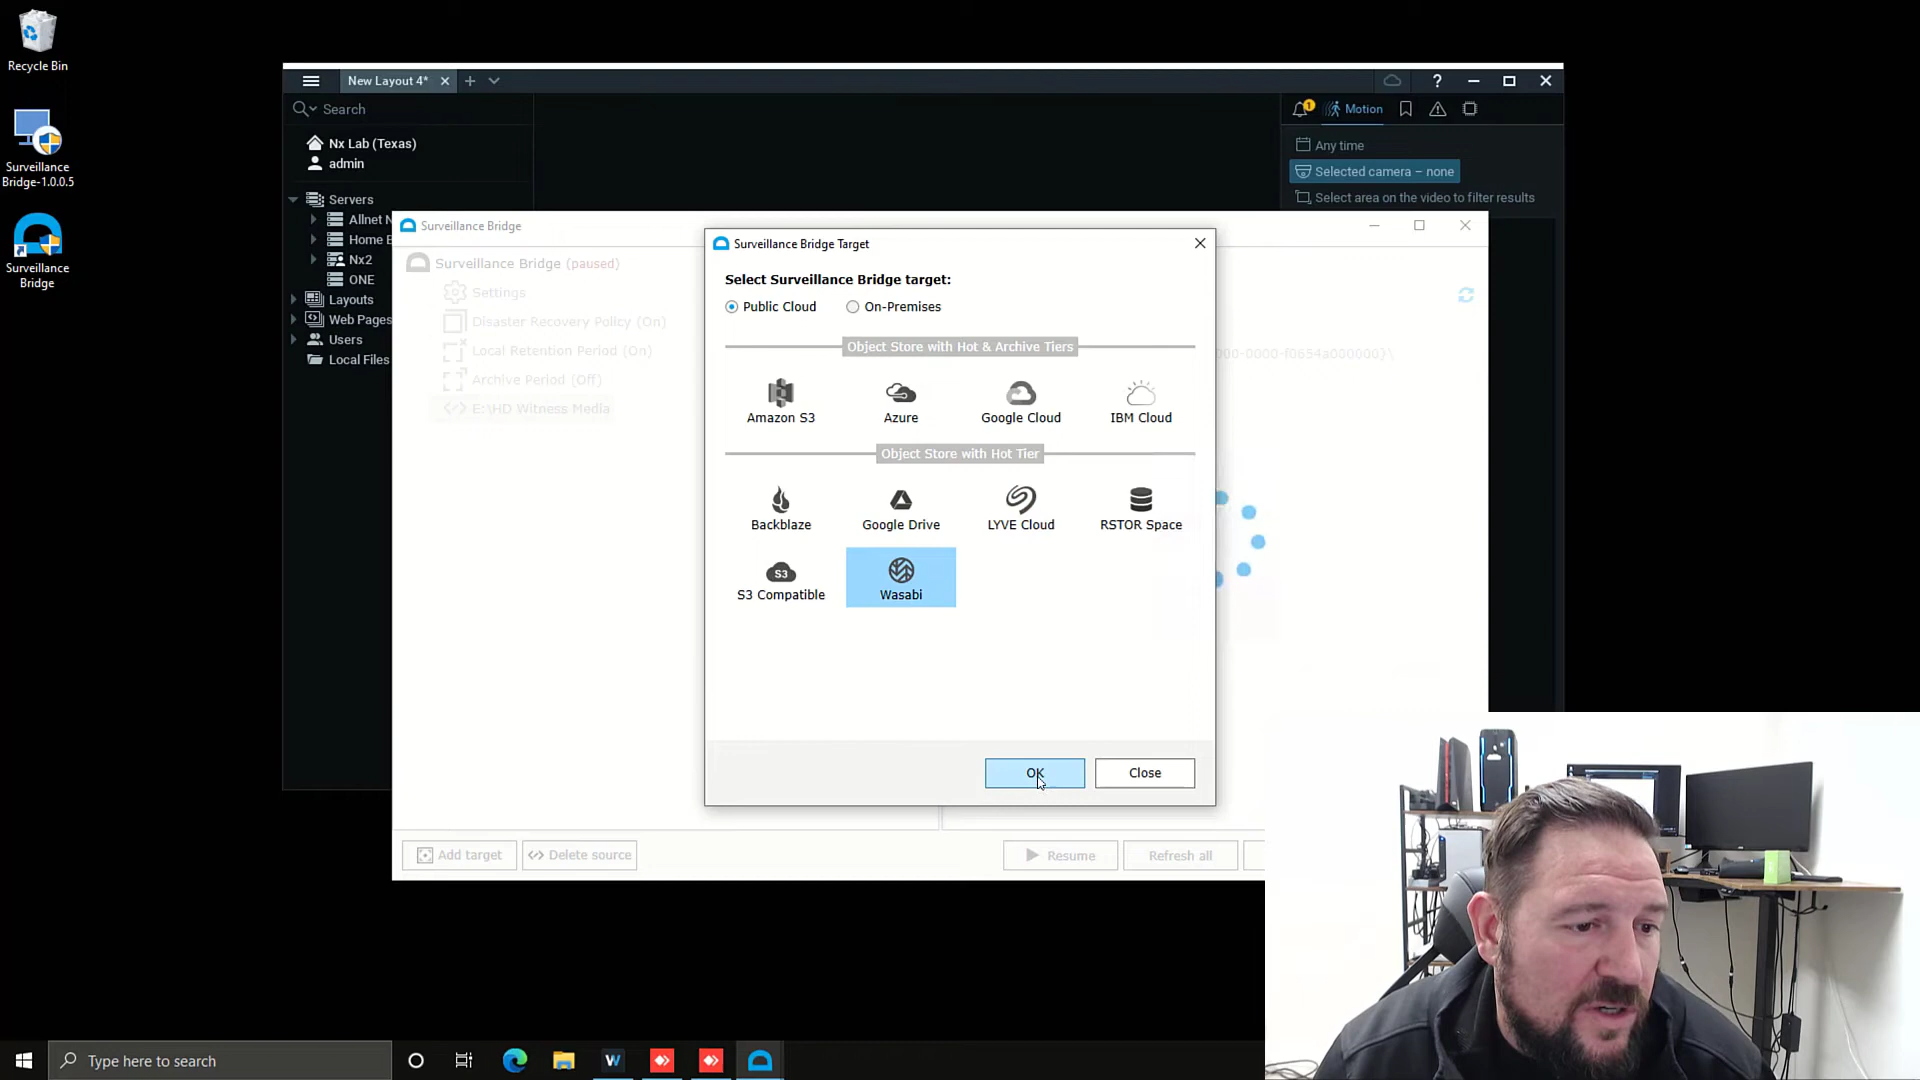 Recycle Bin
Surveillance
Bridge-1.0.0.5
Surveillance
Bridge
New Layout 4*
Search
Nx Lab (Texas)
admin
Servers
Allnet N
Home E
Nx2
ONE
Layouts
Web Pages
Users
Local Files
1
Motion
Any time
Selected camera – none
Select area on the video to filter results
Surveillance Bridge
Surveillance Bridge (paused)
Settings
Disaster Recovery Policy (On)
Local Retention Period (On)
Archive Period (Off)
E:\HD Witness Media
000-0000-f0654a000000}\
Surveillance Bridge Target
Select Surveillance Bridge target:
Public Cloud On-Premises
Object Store with Hot & Archive Tiers
Amazon S3 Azure Google Cloud IBM Cloud
Object Store with Hot Tier
Backblaze Google Drive LYVE Cloud RSTOR Space
S3
S3 Compatible Wasabi
OK Close
Add target Delete source Resume Refresh all
Type here to search
W